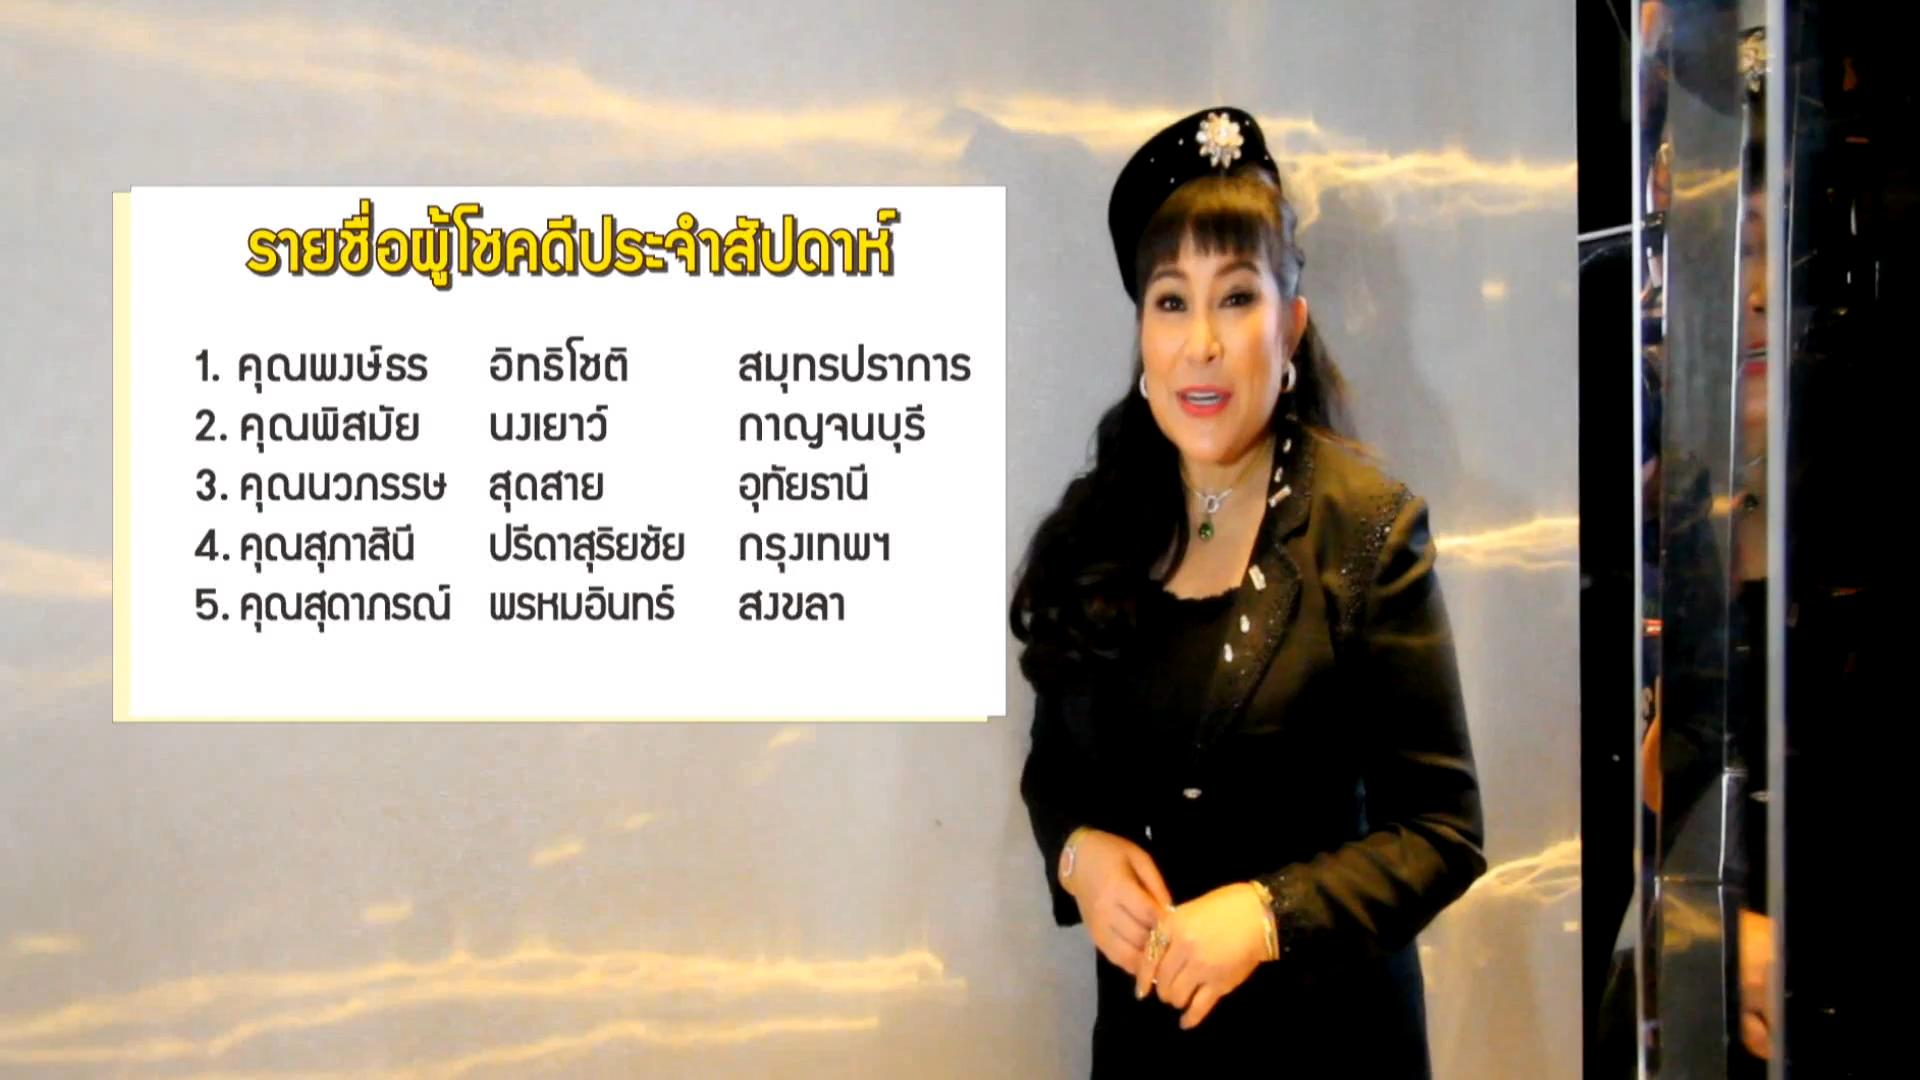 รายชื่อผู้โชคดีประจำสัปดาห์
1. คุณพงษ์ธร อิทธิโชติ สมุทรปราการ
2. คุณพิสมัย นงเยาว์ กาญจนบุรี
3. คุณนวภรรษ สุดสาย อุทัยธานี
4. คุณสุภาสินี ปรีดาสุริยชัย กรุงเทพฯ
5. คุณสุดาภรณ์ พรหมอินทร์ สงขลา